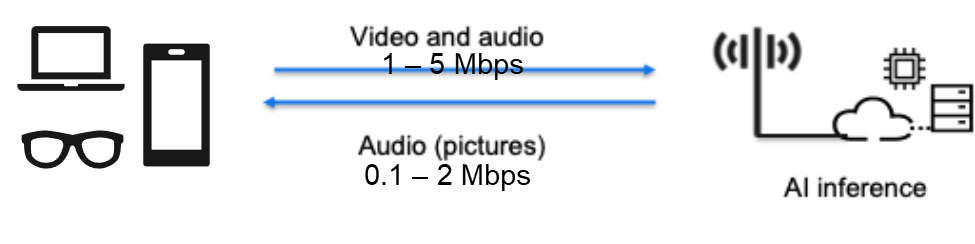 Video and audio
1 – 5 Mbps
Audio (pictures)
0.1 – 2 Mbps
AI inference